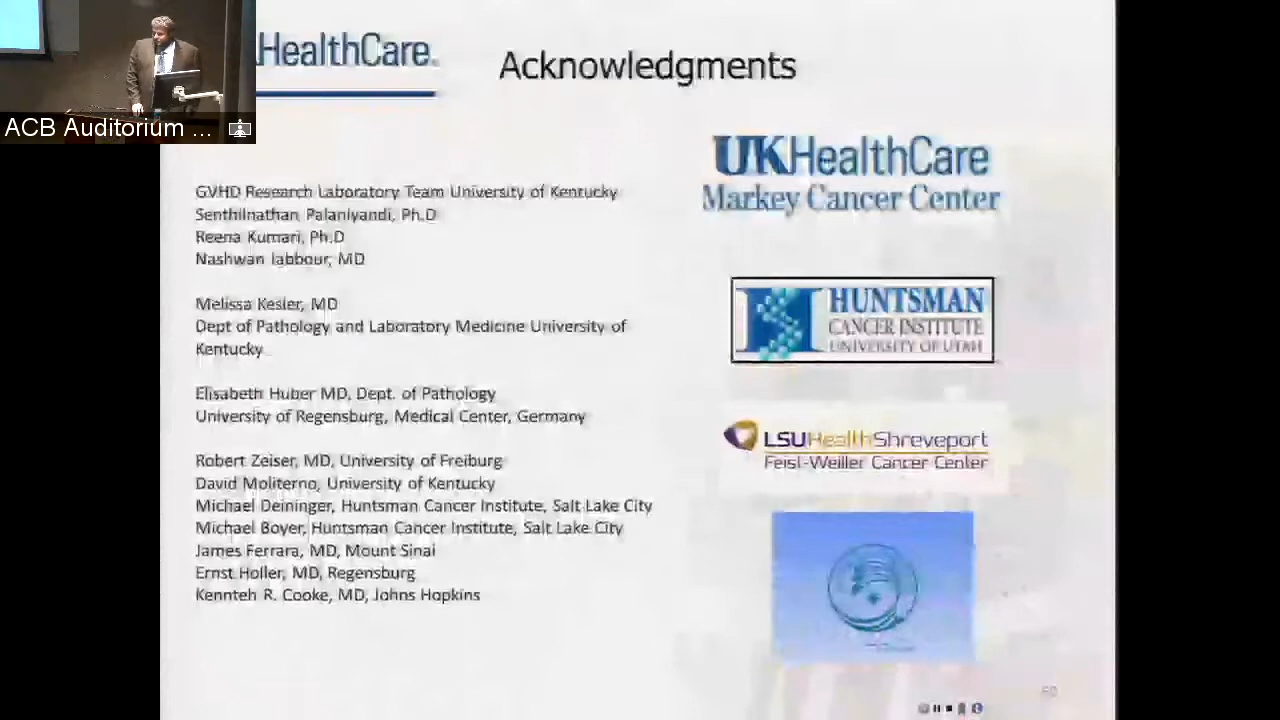 HealthCare.
Acknowledgments
ACB Auditorium ...
UKHealthCare
Markey Cancer Center
GVHD Research Laboratory Team University of Kentucky
Senthilnathan Palaniyandi, Ph.D
Reena Kumari, Ph.D
Nashwan Jabbour, MD
Melissa Kesler, MD
Dept of Pathology and Laboratory Medicine University of
Kentucky
HUNTSMAN
CANCER INSTITUTE
UNIVERSITY OF UTAH
Elisabeth Huber MD, Dept. of Pathology
University of Regensburg, Medical Center, Germany
LSUHealthShreveport
Feist-Weiller Cancer Center
Robert Zeiser, MD, University of Freiburg
David Moliterno, University of Kentucky
Michael Deininger, Huntsman Cancer Institute, Salt Lake City
Michael Boyer, Huntsman Cancer Institute, Salt Lake City
James Ferrara, MD, Mount Sinai
Ernst Holler, MD, Regensburg
Kennteh R. Cooke, MD, Johns Hopkins